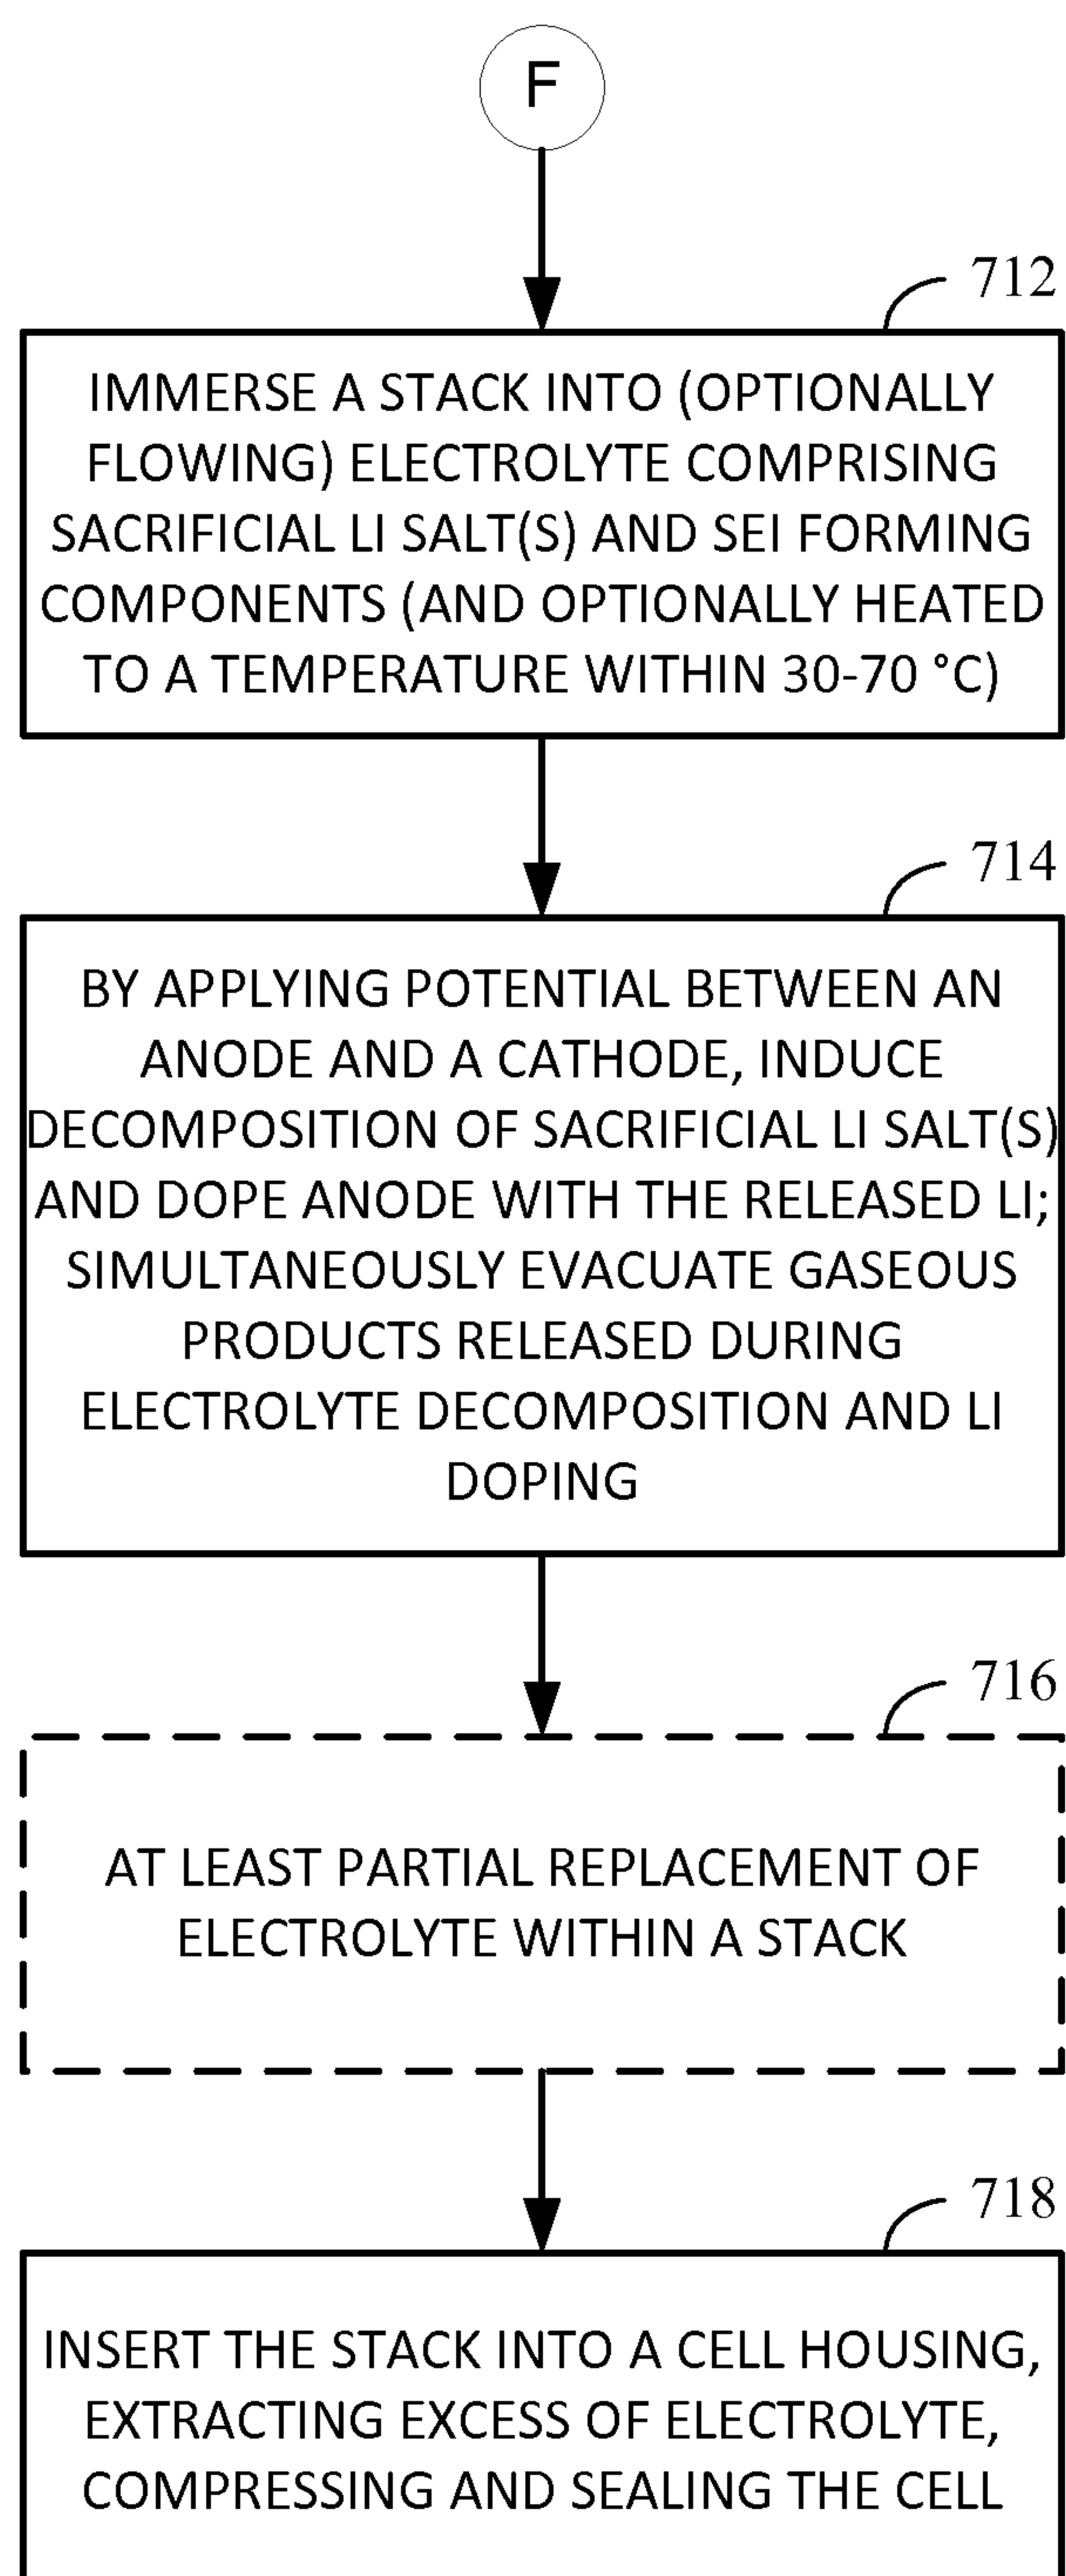 F
712
IMMERSE A STACK INTO (OPTIONALLY
FLOWING) ELECTROLYTE COMPRISING
SACRIFICIAL LI SALT(S) AND SEI FORMING
COMPONENTS (AND OPTIONALLY HEATED
TO A TEMPERATURE WITHIN 30-70 °C)
714
BY APPLYING POTENTIAL BETWEEN AN
ANODE AND A CATHODE, INDUCE
DECOMPOSITION OF SACRIFICIAL LI SALT(S)
AND DOPE ANODE WITH THE RELEASED LI;
SIMULTANEOUSLY EVACUATE GASEOUS
PRODUCTS RELEASED DURING
ELECTROLYTE DECOMPOSITION AND LI
DOPING
716
AT LEAST PARTIAL REPLACEMENT OF
ELECTROLYTE WITHIN A STACK
718
INSERT THE STACK INTO A CELL HOUSING,
EXTRACTING EXCESS OF ELECTROLYTE,
COMPRESSING AND SEALING THE CELL